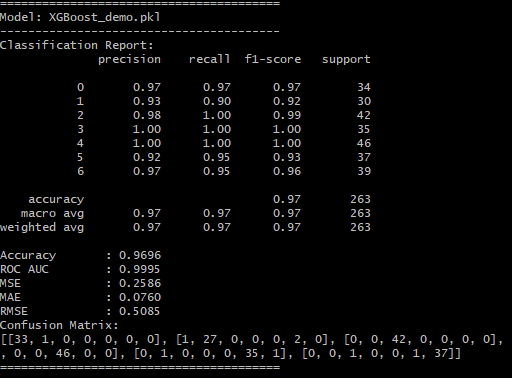 ========================================
Model: XGBoost_demo.pkl
----------------------------------------
Classification Report:
precision recall f1-score support
0 0.97 0.97 0.97 34
1 0.93 0.90 0.92 30
2 0.98 1.00 0.99 42
3 1.00 1.00 1.00 35
4 1.00 1.00 1.00 46
5 0.92 0.95 0.93 37
6 0.97 0.95 0.96 39
accuracy 0.97 263
macro avg 0.97 0.97 0.97 263
weighted avg 0.97 0.97 0.97 263
Accuracy : 0.9696
ROC AUC : 0.9995
MSE : 0.2586
MAE : 0.0760
RMSE : 0.5085
Confusion Matrix:
[[33, 1, 0, 0, 0, 0, 0], [1, 27, 0, 0, 0, 2, 0], [0, 0, 42, 0, 0, 0, 0],
, 0, 0, 46, 0, 0], [0, 1, 0, 0, 0, 35, 1], [0, 0, 1, 0, 0, 1, 37]]
========================================